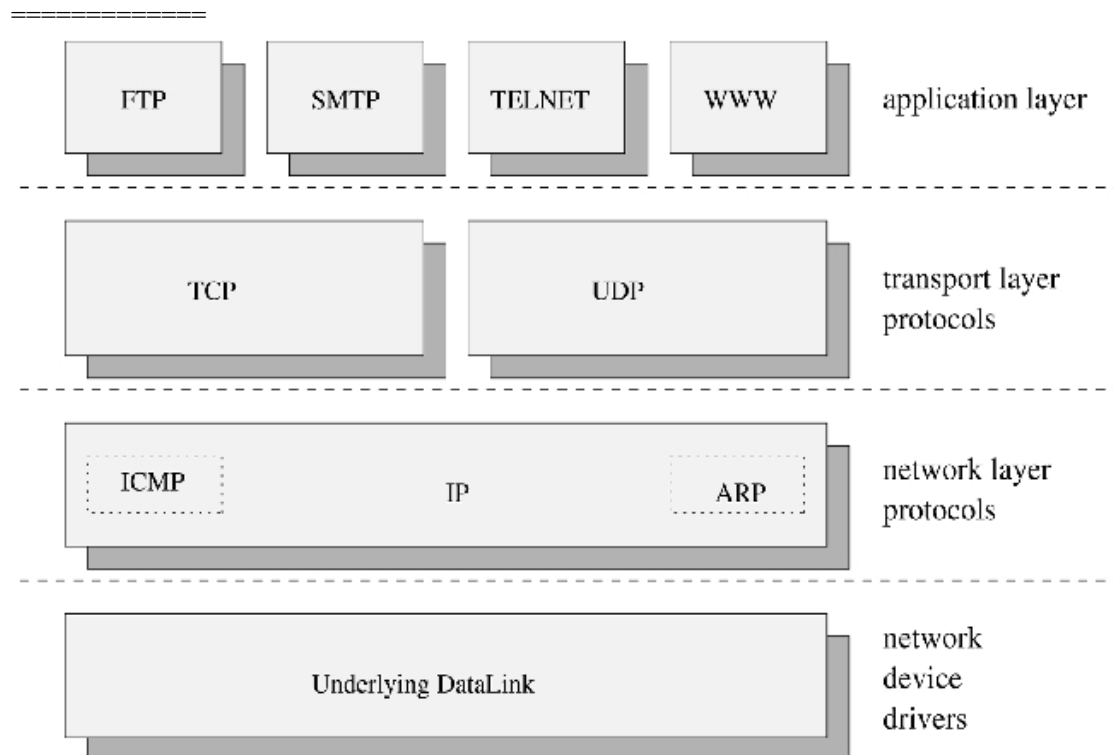 =============
FTP SMTP TELNET WWW application layer
TCP UDP transport layer
protocols
ICMP IP ARP network layer
protocols
Underlying DataLink network
device
drivers